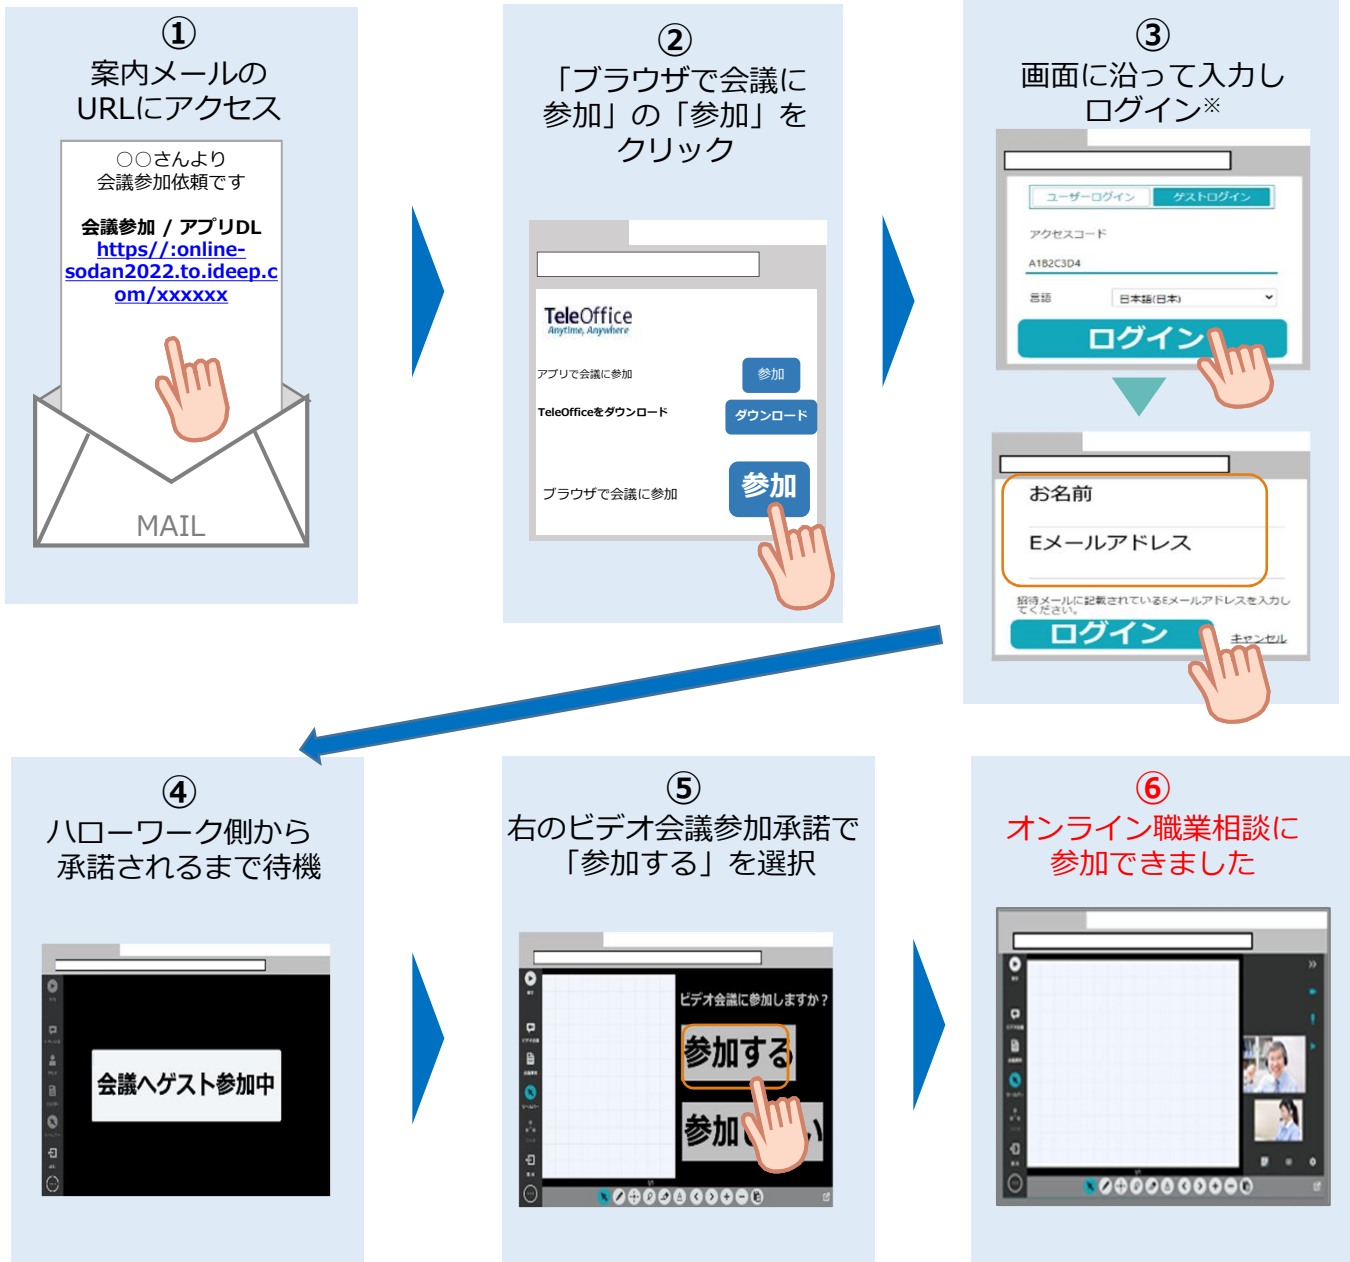 ①
案内メールの
URLにアクセス
○○さんより
会議参加依頼です
会議参加 / アプリDL
https//:online-
sodan2022.to.ideep.c
om/xxxxxx
MAIL
②
「ブラウザで会議に
参加」の「参加」を
クリック
TeleOffice
Anytime, Anywhere
アプリで会議に参加
参加
TeleOfficeをダウンロード
ダウンロード
ブラウザで会議に参加
参加
③
画面に沿って入力し
ログイン※
ユーザーログイン
ゲストログイン
アクセスコード
A1B2C3D4
言語
日本語(日本)
ログイン
お名前
Eメールアドレス
招待メールに記載されているEメールアドレスを入力し
てください。
ログイン
キャンセル
④
ハローワーク側から
承諾されるまで待機
会議へゲスト参加中
⑤
右のビデオ会議参加承諾で
「参加する」を選択
ビデオ会議に参加しますか?
参加する
参加し い
⑥
オンライン職業相談に
参加できました